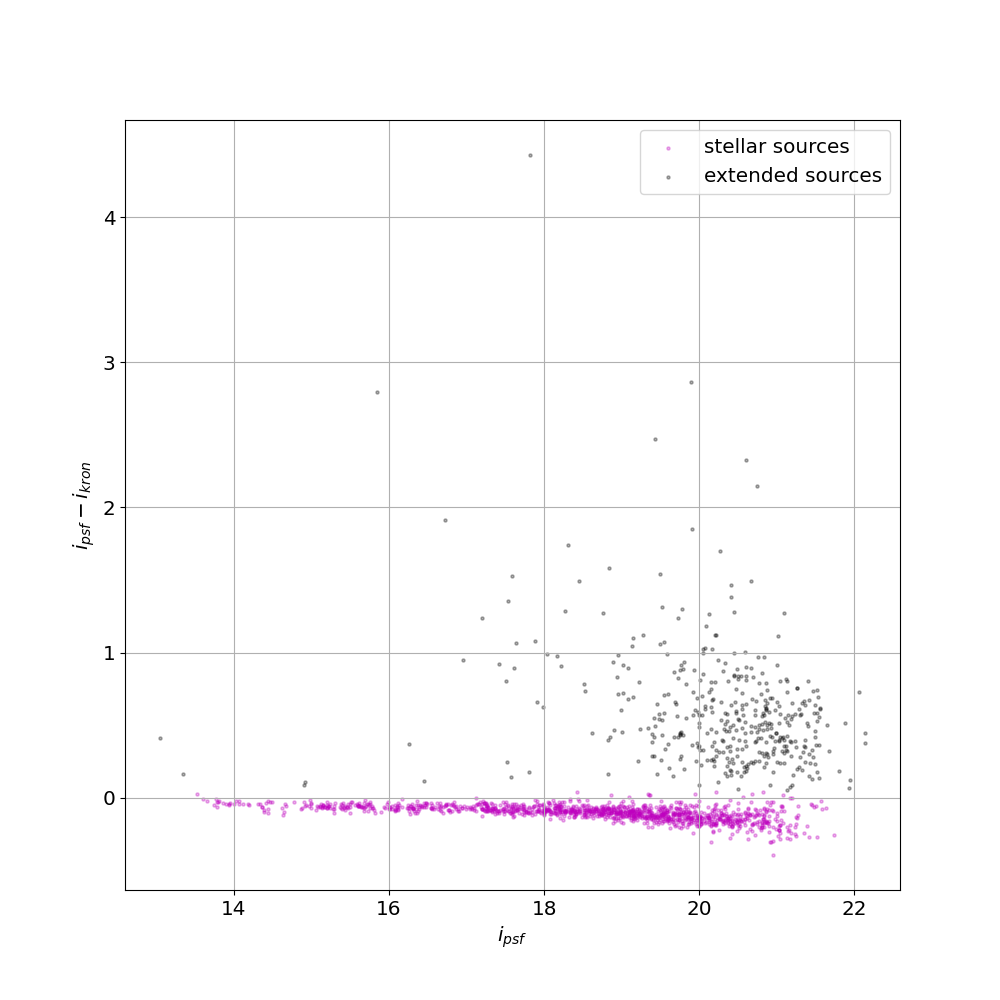 stellar sources
extended sources
4
3
2
1
0
i_psf − i_kron
14 16 18 20 22
i_psf